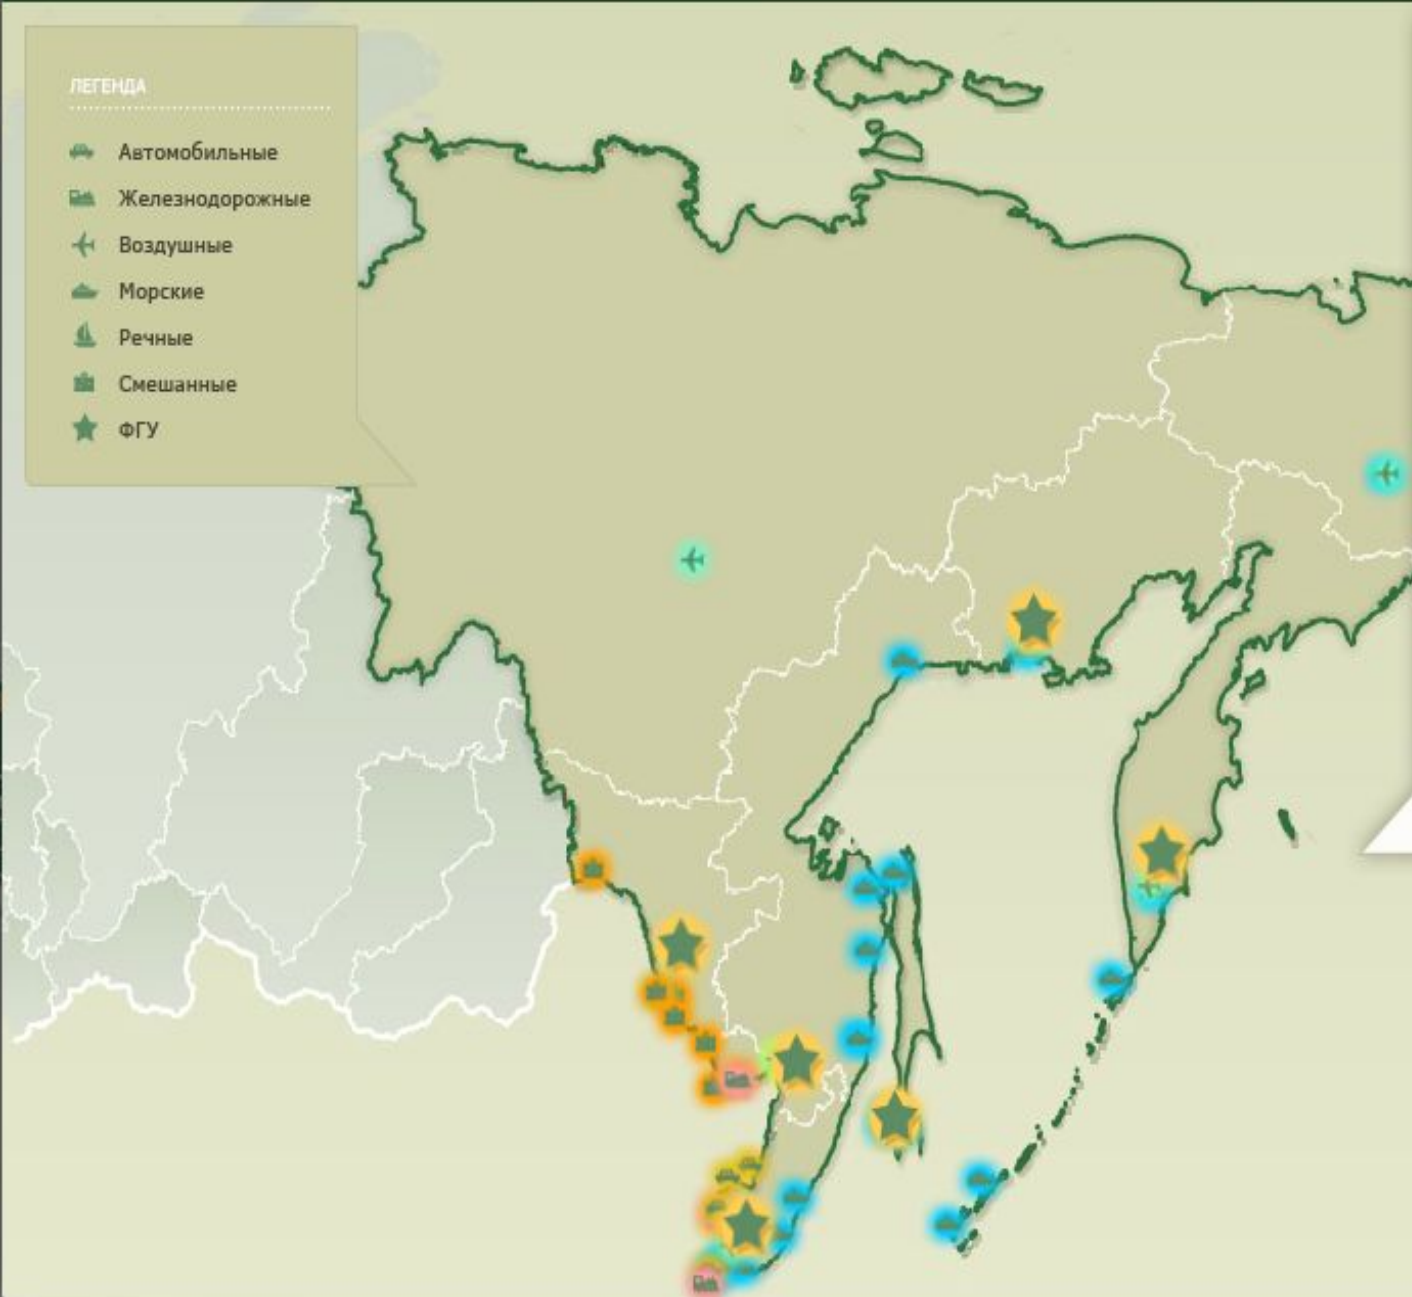 ЛЕГЕНДА
Автомобильные
Железнодорожные
Воздушные
Морские
Речные
Смешанные
ФГУ